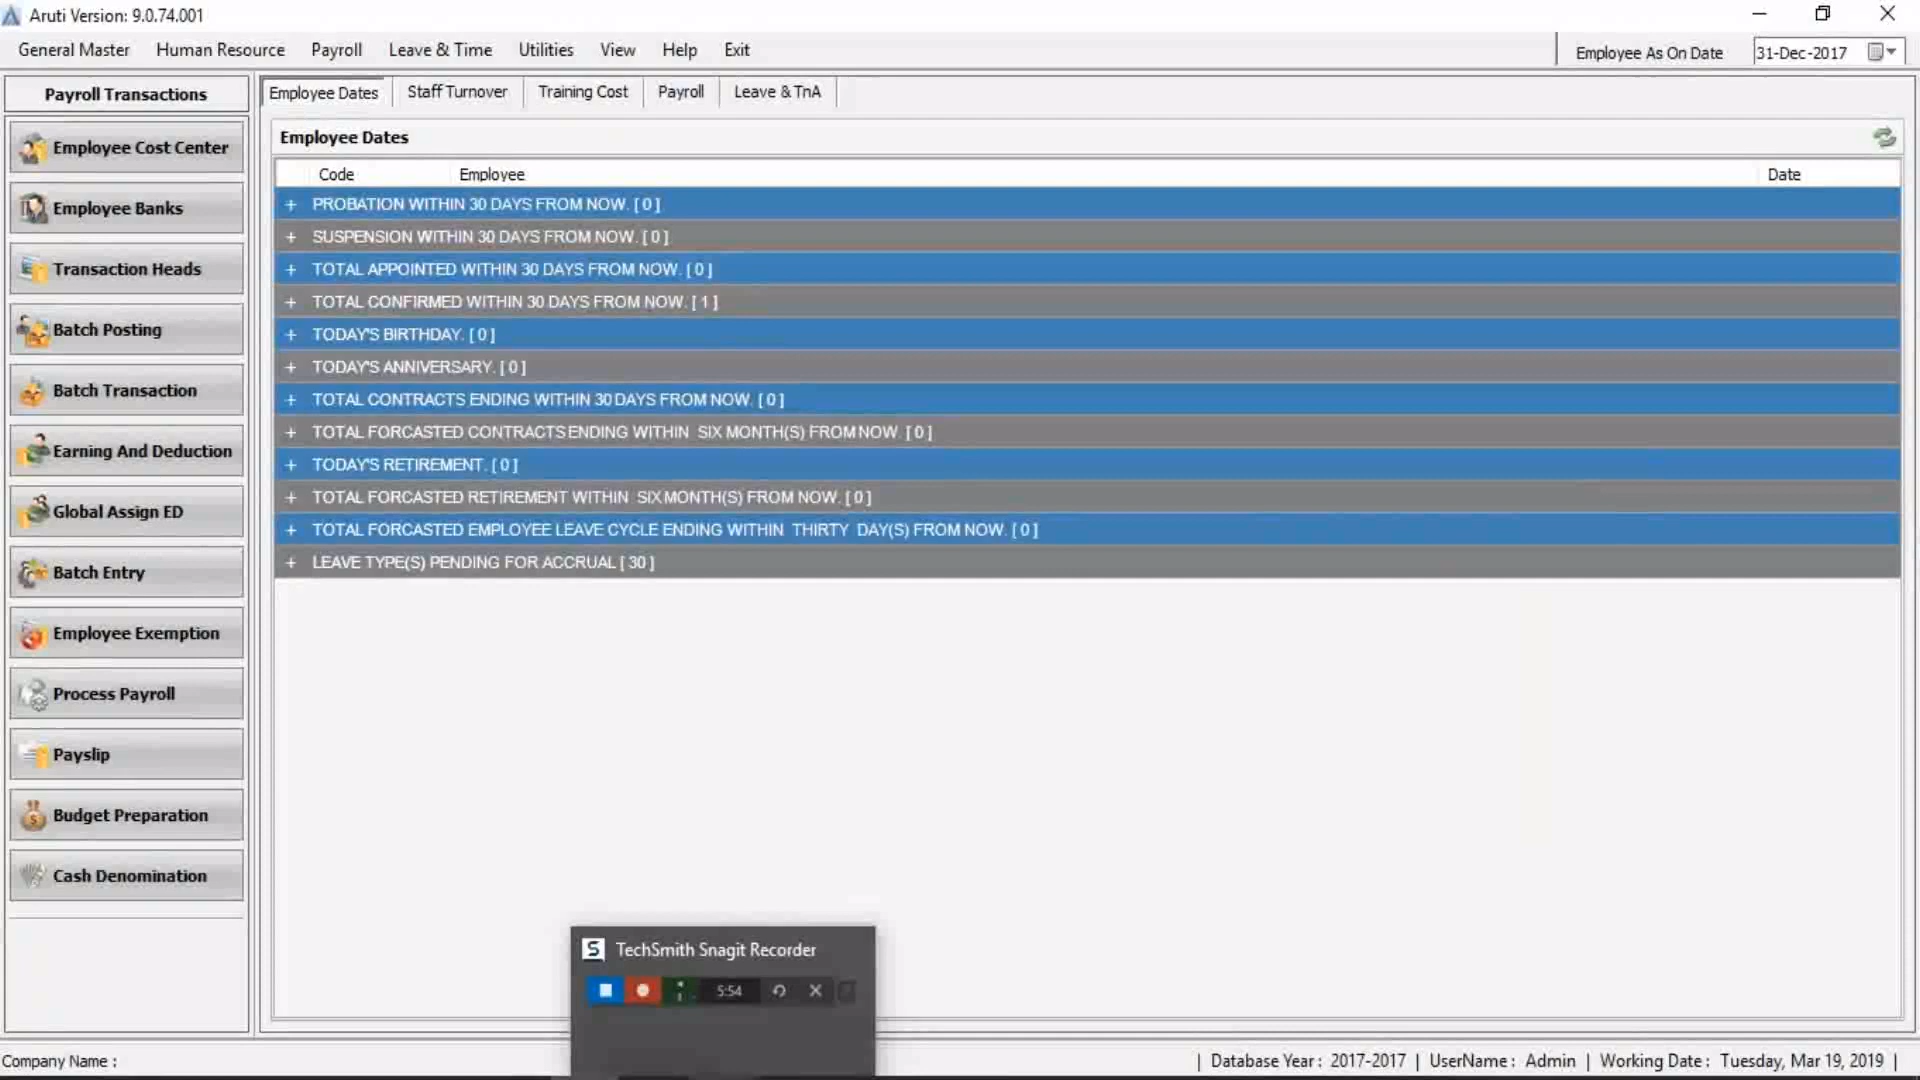 Aruti Version: 9.0.74.001
General Master Human Resource Payroll Leave & Time Utilities View Help Exit Employee As On Date 31-Dec-2017
Payroll Transactions
Employee Cost Center
Employee Banks
Transaction Heads
Batch Posting
Batch Transaction
Earning And Deduction
Global Assign ED
Batch Entry
Employee Exemption
Process Payroll
Payslip
Budget Preparation
Cash Denomination
Employee Dates Staff Turnover Training Cost Payroll Leave & TnA
Employee Dates
Code Employee Date
+ PROBATION WITHIN 30 DAYS FROM NOW. [ 0 ]
+ SUSPENSION WITHIN 30 DAYS FROM NOW. [ 0 ]
+ TOTAL APPOINTED WITHIN 30 DAYS FROM NOW. [ 0 ]
+ TOTAL CONFIRMED WITHIN 30 DAYS FROM NOW. [ 1 ]
+ TODAY'S BIRTHDAY. [ 0 ]
+ TODAY'S ANNIVERSARY. [ 0 ]
+ TOTAL CONTRACTS ENDING WITHIN 30 DAYS FROM NOW. [ 0 ]
+ TOTAL FORCASTED CONTRACTS ENDING WITHIN SIX MONTH(S) FROM NOW. [ 0 ]
+ TODAY'S RETIREMENT. [ 0 ]
+ TOTAL FORCASTED RETIREMENT WITHIN SIX MONTH(S) FROM NOW. [ 0 ]
+ TOTAL FORCASTED EMPLOYEE LEAVE CYCLE ENDING WITHIN THIRTY DAY(S) FROM NOW. [ 0 ]
+ LEAVE TYPE(S) PENDING FOR ACCRUAL [ 30 ]
S TechSmith Snagit Recorder
5:54
Company Name : | Database Year : 2017-2017 | UserName : Admin | Working Date : Tuesday, Mar 19, 2019 |